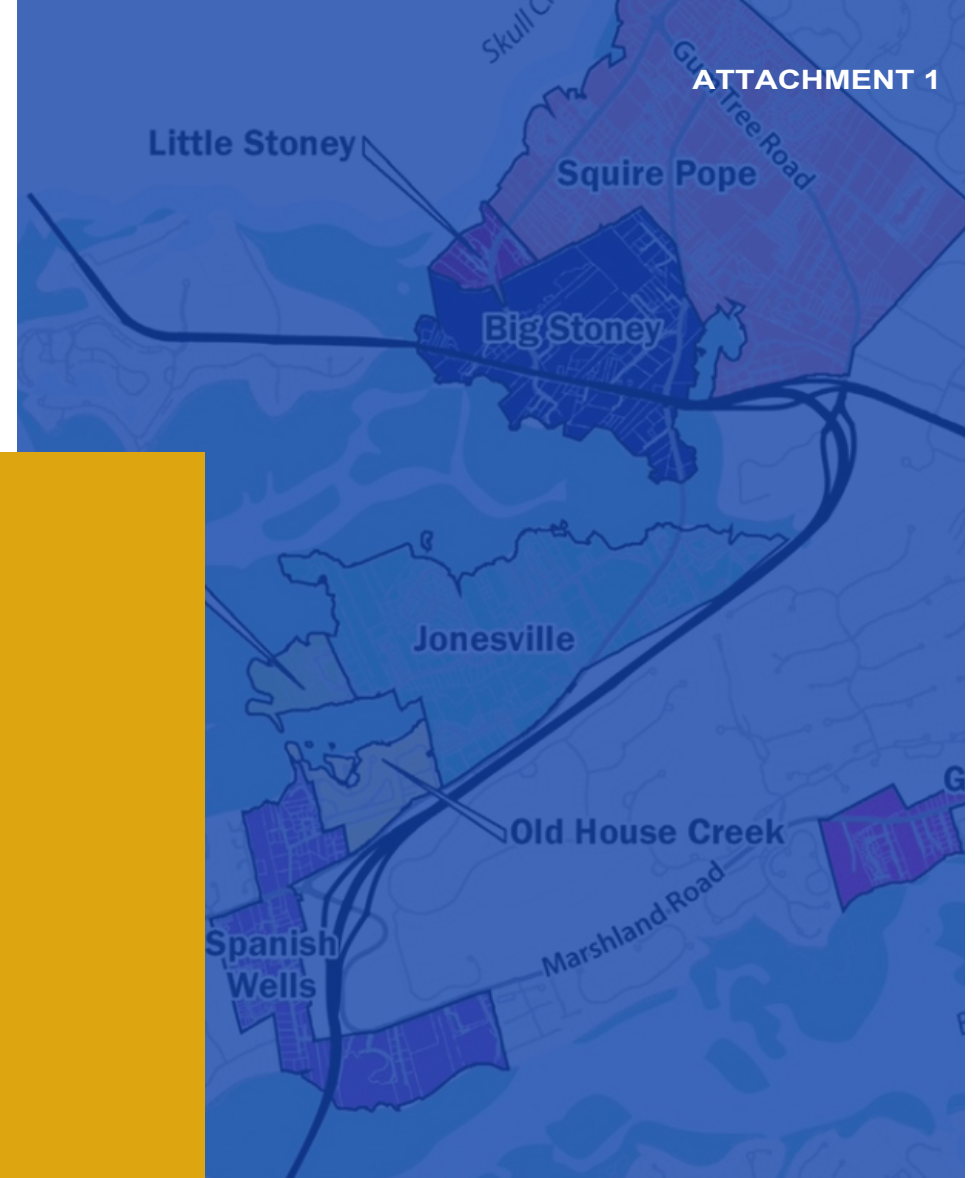 Skull
ATTACHMENT 1
Gum Tree Road
Little Stoney
Squire Pope
Big Stoney
Jonesville
Old House Creek
G
Marshland Road
Spanish
Wells